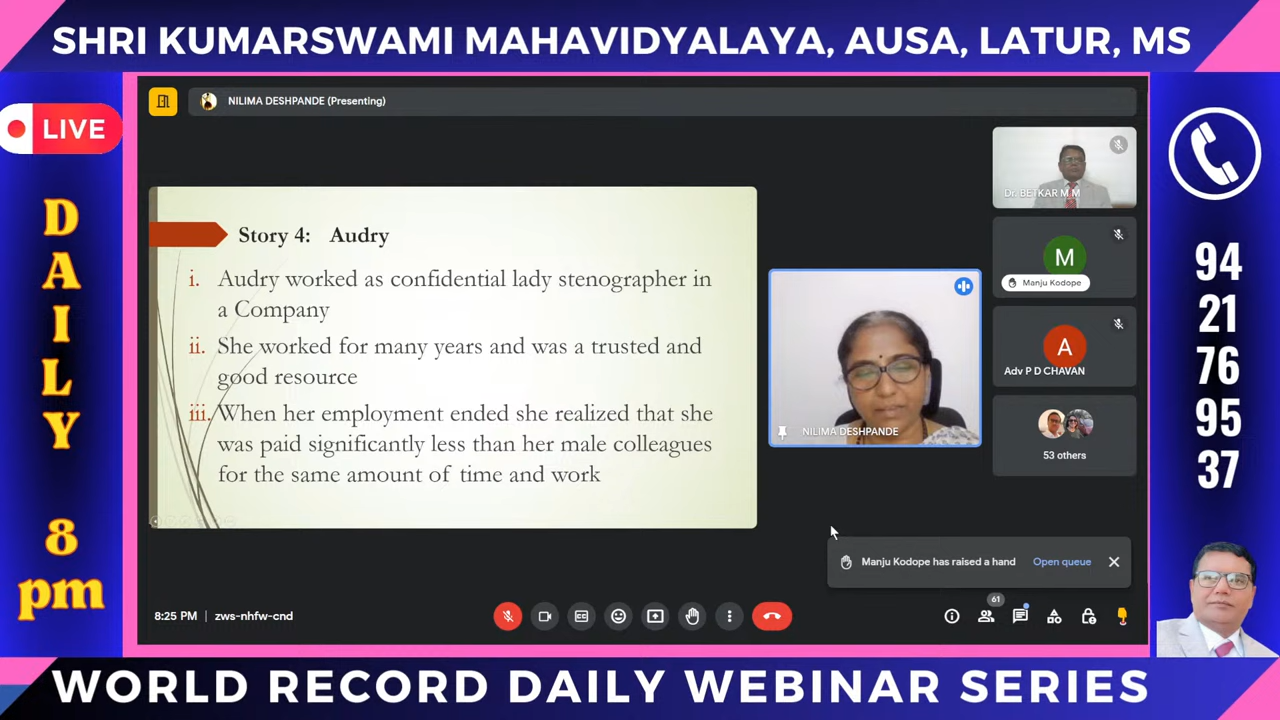 SHRI KUMARSWAMI MAHAVIDYALAYA, AUSA, LATUR, MS
LIVE
DAILY
8
pm
NILIMA DESHPANDE (Presenting)
Story 4: Audry
i. Audry worked as confidential lady stenographer in
a Company
ii. She worked for many years and was a trusted and
good resource
iii. When her employment ended she realized that she
was paid significantly less than her male colleagues
for the same amount of time and work
NILIMA DESHPANDE
Dr. BETKAR M M
M
Manju Kodope
A
Adv P D CHAVAN
53 others
Manju Kodope has raised a hand Open queue
8:25 PM | zws-nhfw-cnd
61
94
21
76
95
37
WORLD RECORD DAILY WEBINAR SERIES